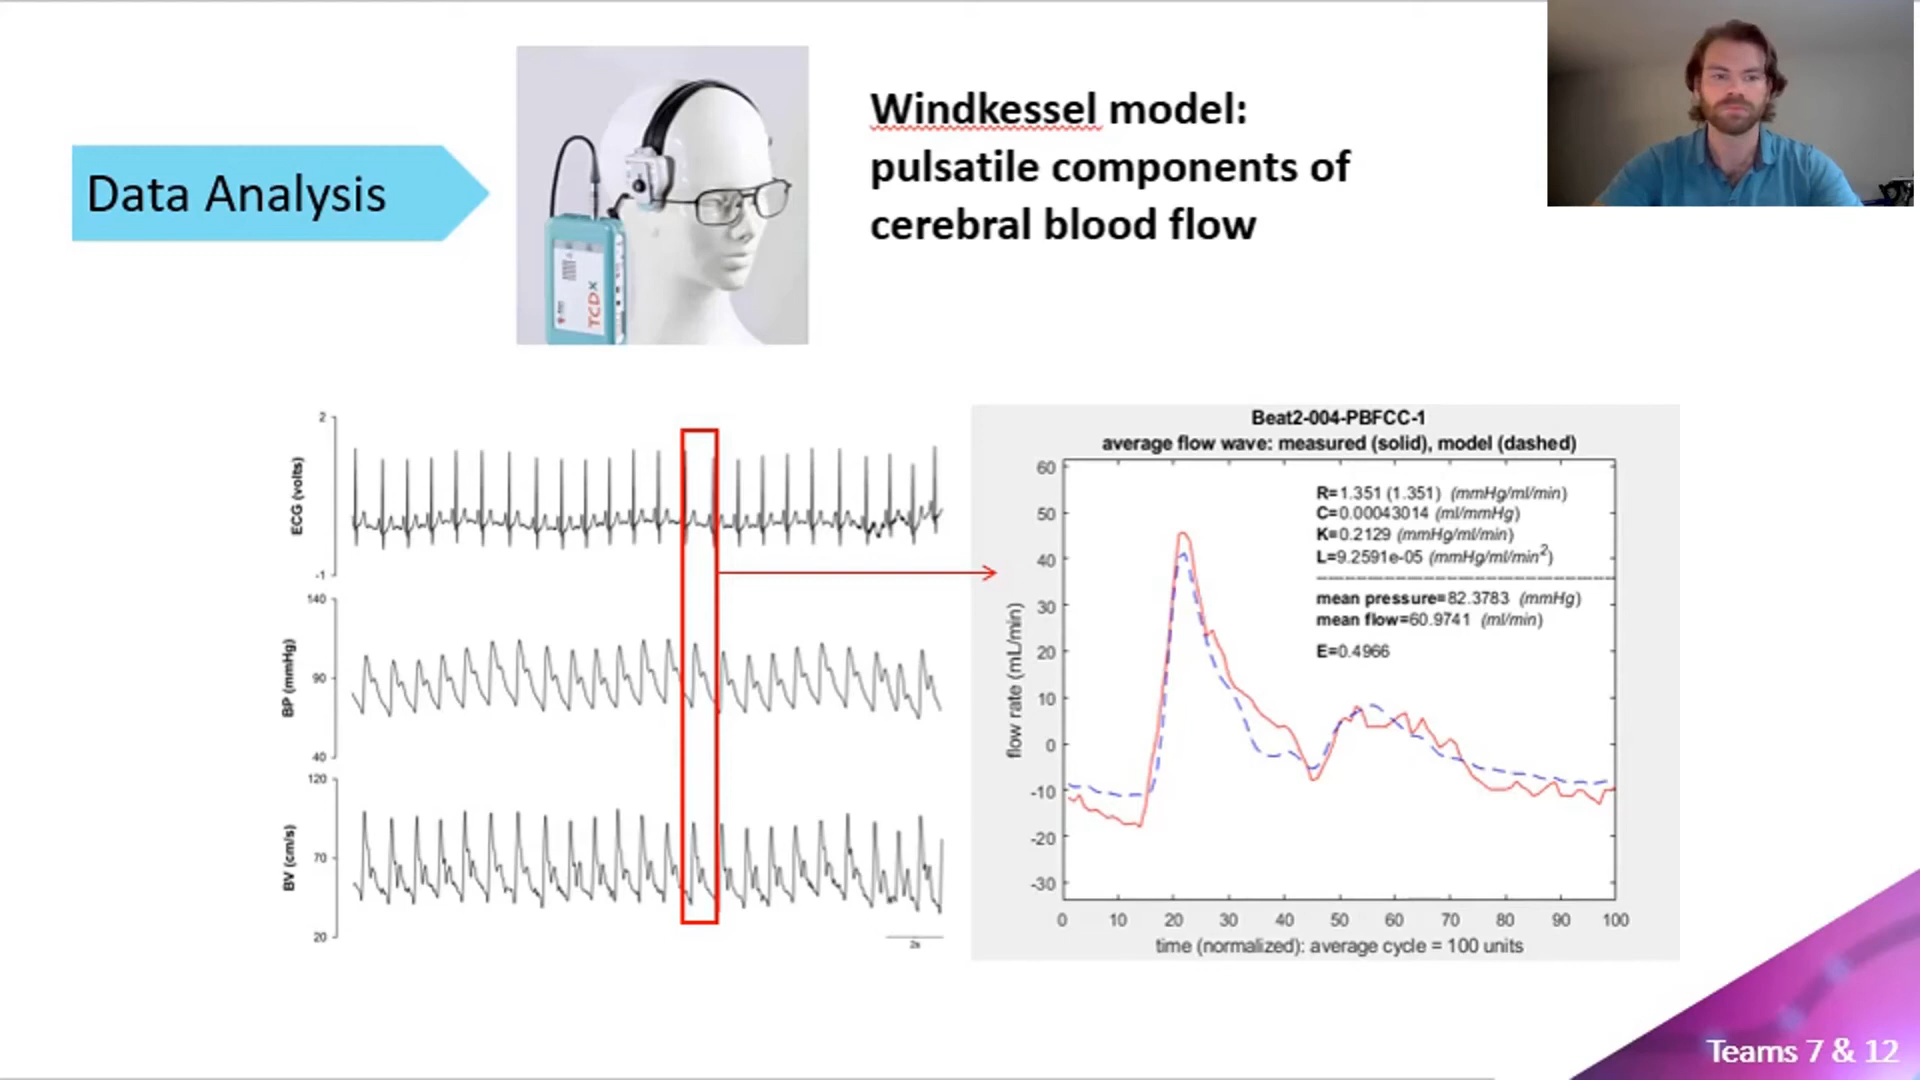 Data Analysis
TCDX
Windkessel model:
pulsatile components of
cerebral blood flow
2
ECG (volts)
-1
140
BP (mmHg)
90
40
120
BV (cm/s)
70
20
2s
Beat2-004-PBFCC-1
average flow wave: measured (solid), model (dashed)
60
50
40
30
20
10
0
-10
-20
-30
flow rate (mL/min)
R=1.351 (1.351) (mmHg/ml/min)
C=0.00043014 (ml/mmHg)
K=0.2129 (mmHg/ml/min)
L=9.2591e-05 (mmHg/ml/min2)
mean pressure=82.3783 (mmHg)
mean flow=60.9741 (ml/min)
E=0.4966
0 10 20 30 40 50 60 70 80 90 100
time (normalized): average cycle = 100 units
Teams 7 & 12